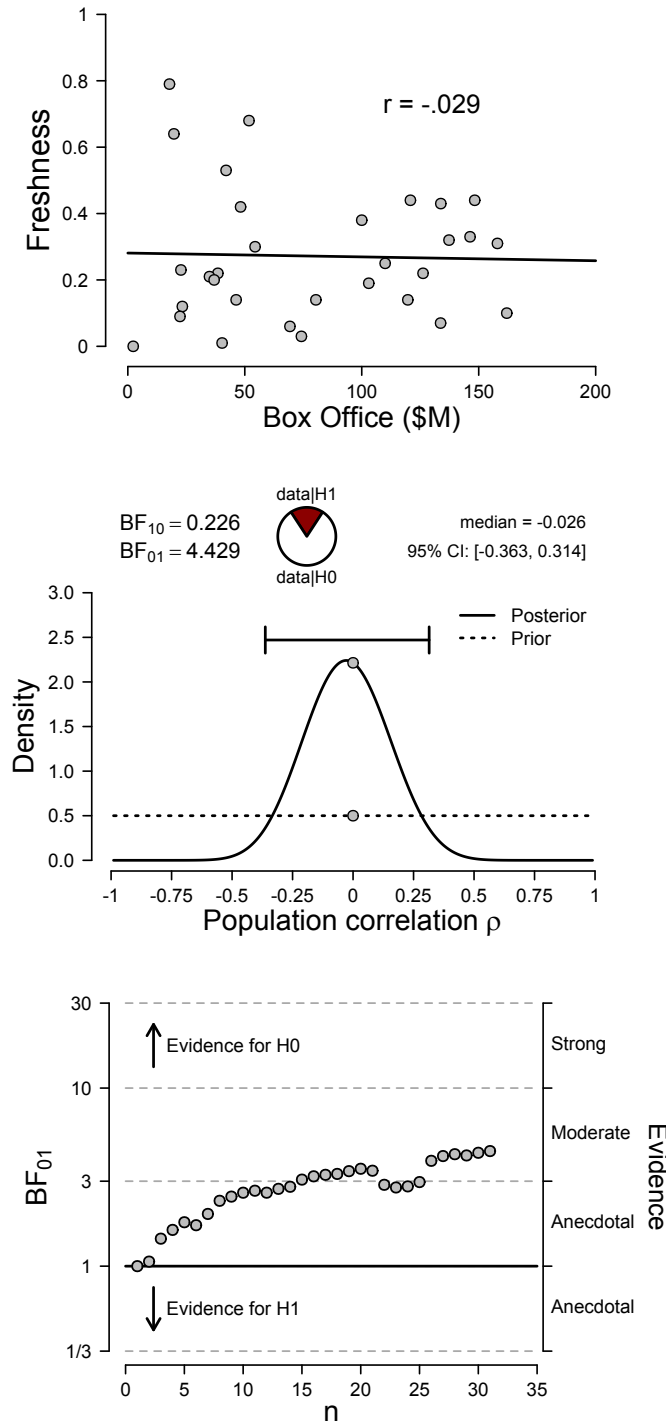 1
0.8
0.6
0.4
0.2
0
Freshness
r = -.029
0 50 100 150 200
Box Office ($M)
data|H1
BF10 = 0.226
BF01 = 4.429
data|H0
median = -0.026
95% CI: [-0.363, 0.314]
Posterior
Prior
3.0
2.5
2.0
1.5
1.0
0.5
0.0
Density
-1 -0.75 -0.5 -0.25 0 0.25 0.5 0.75 1
Population correlation ρ
30
10
3
1
1/3
BF01
Evidence for H0
Evidence for H1
Strong
Moderate
Anecdotal
Anecdotal
Evidence
0 5 10 15 20 25 30 35
n